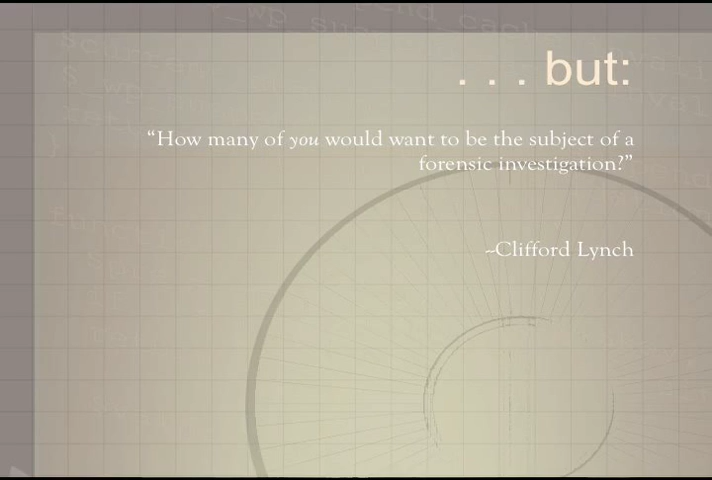 . . . but:
“How many of you would want to be the subject of a
forensic investigation?”
–Clifford Lynch